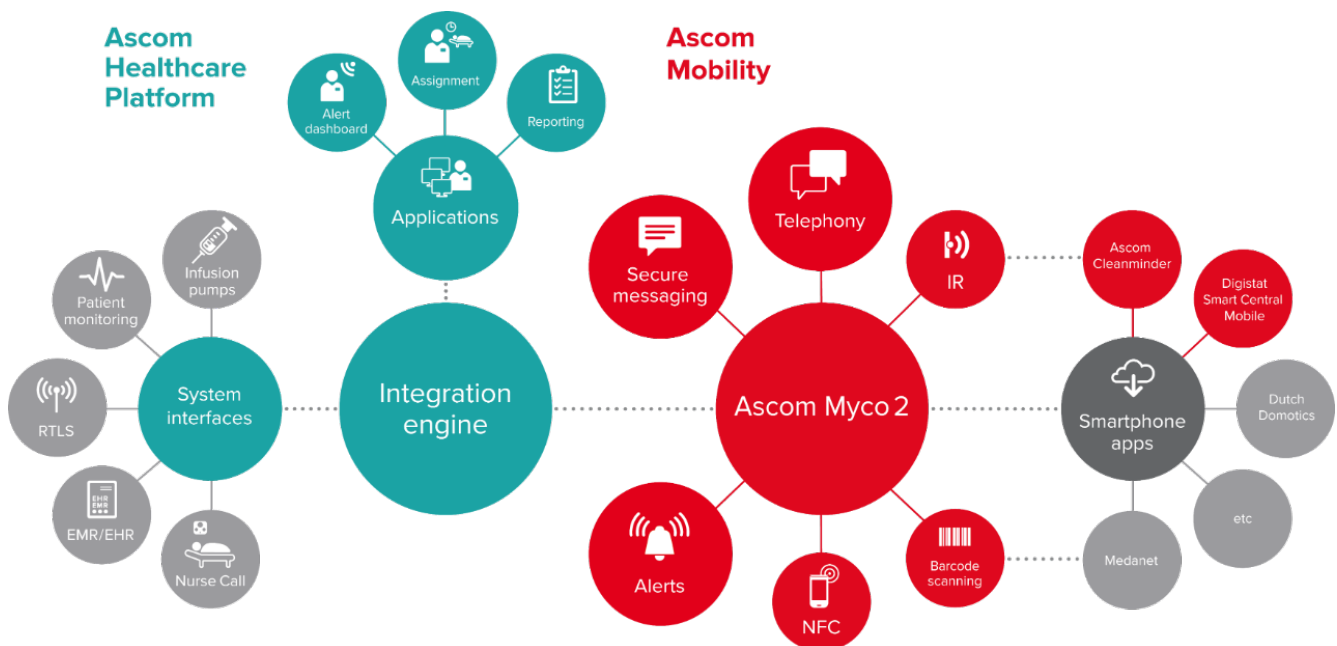 Ascom
Healthcare
Platform
Alert
dashboard
Assignment
Reporting
Applications
Infusion
pumps
Patient
monitoring
RTLS
EHR
EMR
EMR/EHR
Nurse Call
System
interfaces
Integration
engine
Ascom
Mobility
Telephony
Secure
messaging
IR
Ascom Myco 2
Alerts
NFC
Barcode
scanning
Ascom
Cleanminder
Digistat
Smart Central
Mobile
Smartphone
apps
Dutch
Domotics
etc
Medanet